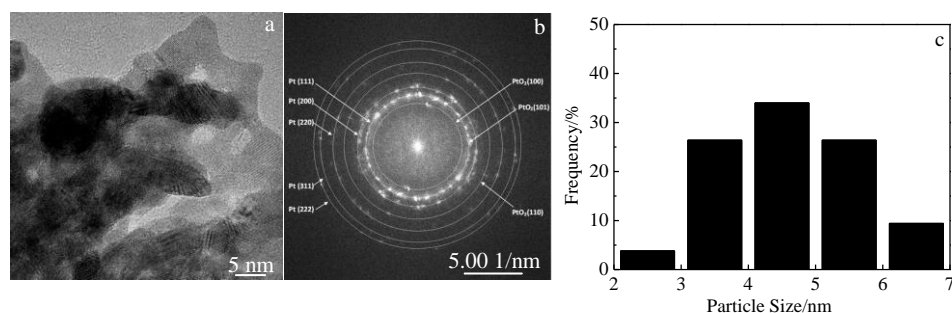 a
5 nm
b
Pt (111)
Pt (200)
Pt (220)
Pt (311)
Pt (222)
PtO₂(100)
PtO₂(101)
PtO₂(110)
5.00 1/nm
c
50
40
30
20
10
0
Frequency/%
2 3 4 5 6 7
Particle Size/nm